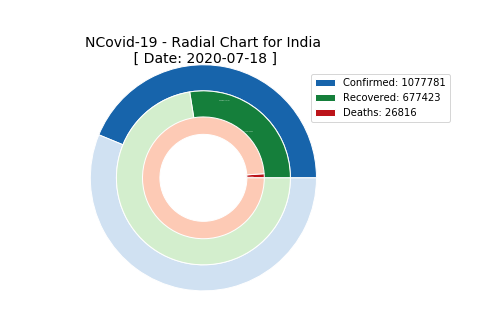 NCovid-19 - Radial Chart for India
[ Date: 2020-07-18 ]
Confirmed: 1077781
Recovered: 677423
Deaths: 26816